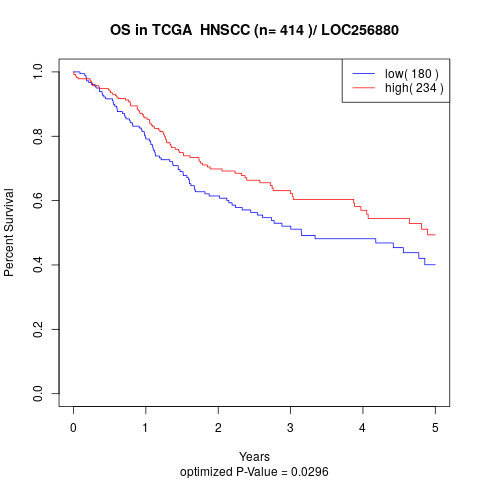 OS in TCGA  HNSCC (n= 414 )/ LOC256880
low( 180 )
high( 234 )
Percent Survival
1.0
0.8
0.6
0.4
0.2
0.0
0 1 2 3 4 5
Years
optimized P-Value = 0.0296